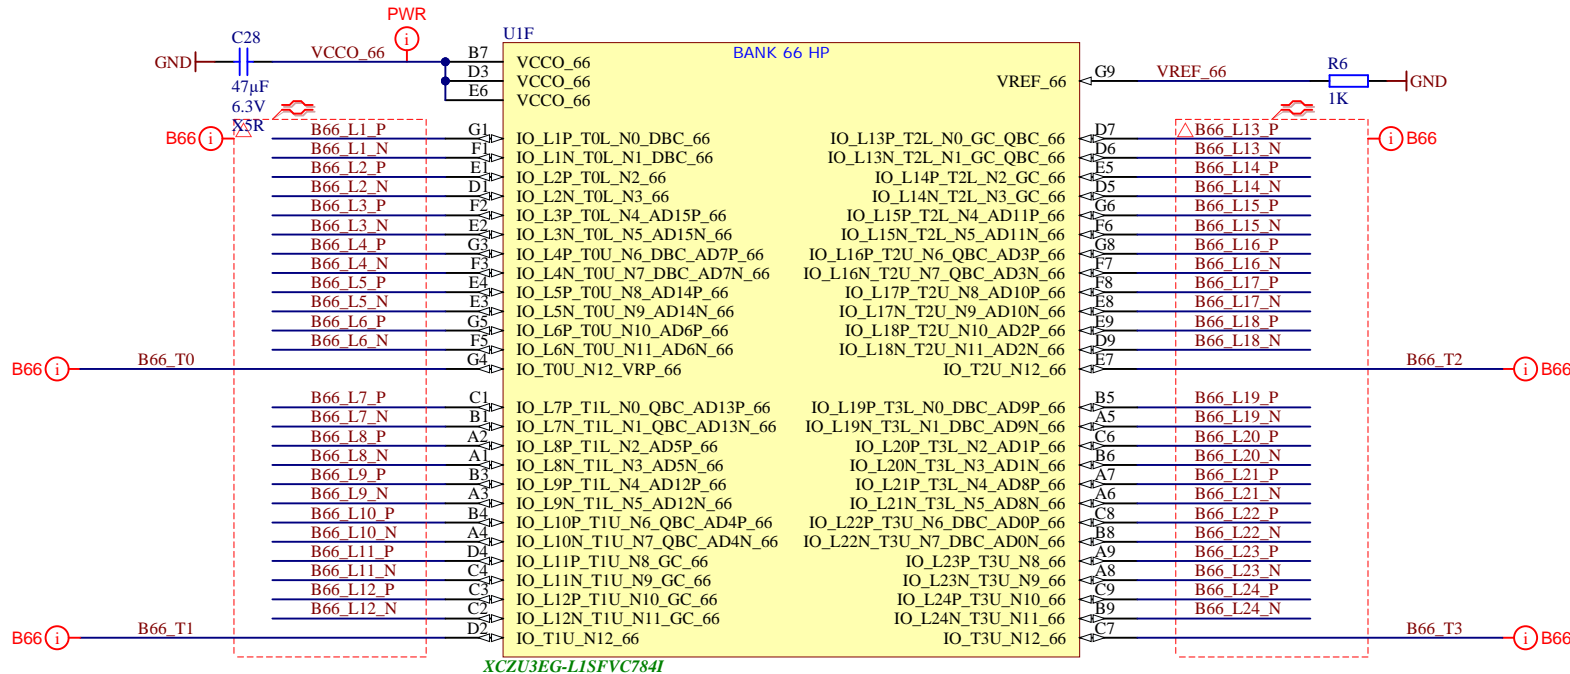 PWR
C28
U1F
BANK 66 HP
GND
VCCO_66
B7
VCCO_66
47µF
6.3V
X5R
D3
VCCO_66
E6
VCCO_66
VREF_66
G9
VREF_66
R6
1K
GND
B66
B66_L1_P G1 IO_L1P_T0L_N0_DBC_66
B66_L1_N F1 IO_L1N_T0L_N1_DBC_66
B66_L2_P E1 IO_L2P_T0L_N2_66
B66_L2_N D1 IO_L2N_T0L_N3_66
B66_L3_P F2 IO_L3P_T0L_N4_AD15P_66
B66_L3_N E2 IO_L3N_T0L_N5_AD15N_66
B66_L4_P G3 IO_L4P_T0U_N6_DBC_AD7P_66
B66_L4_N F3 IO_L4N_T0U_N7_DBC_AD7N_66
B66_L5_P E4 IO_L5P_T0U_N8_AD14P_66
B66_L5_N E3 IO_L5N_T0U_N9_AD14N_66
B66_L6_P G5 IO_L6P_T0U_N10_AD6P_66
B66_L6_N F5 IO_L6N_T0U_N11_AD6N_66
B66 B66_T0 G4 IO_T0U_N12_VRP_66
B66_L7_P C1 IO_L7P_T1L_N0_QBC_AD13P_66
B66_L7_N B1 IO_L7N_T1L_N1_QBC_AD13N_66
B66_L8_P A2 IO_L8P_T1L_N2_AD5P_66
B66_L8_N A1 IO_L8N_T1L_N3_AD5N_66
B66_L9_P B3 IO_L9P_T1L_N4_AD12P_66
B66_L9_N A3 IO_L9N_T1L_N5_AD12N_66
B66_L10_P B4 IO_L10P_T1U_N6_QBC_AD4P_66
B66_L10_N A4 IO_L10N_T1U_N7_QBC_AD4N_66
B66_L11_P D4 IO_L11P_T1U_N8_GC_66
B66_L11_N C4 IO_L11N_T1U_N9_GC_66
B66_L12_P C3 IO_L12P_T1U_N10_GC_66
B66_L12_N C2 IO_L12N_T1U_N11_GC_66
B66 B66_T1 D2 IO_T1U_N12_66
IO_L13P_T2L_N0_GC_QBC_66 D7 B66_L13_P
B66
IO_L13N_T2L_N1_GC_QBC_66 D6 B66_L13_N
IO_L14P_T2L_N2_GC_66 E5 B66_L14_P
IO_L14N_T2L_N3_GC_66 D5 B66_L14_N
IO_L15P_T2L_N4_AD11P_66 G6 B66_L15_P
IO_L15N_T2L_N5_AD11N_66 F6 B66_L15_N
IO_L16P_T2U_N6_QBC_AD3P_66 G8 B66_L16_P
IO_L16N_T2U_N7_QBC_AD3N_66 F7 B66_L16_N
IO_L17P_T2U_N8_AD10P_66 F8 B66_L17_P
IO_L17N_T2U_N9_AD10N_66 E8 B66_L17_N
IO_L18P_T2U_N10_AD2P_66 E9 B66_L18_P
IO_L18N_T2U_N11_AD2N_66 D9 B66_L18_N
IO_T2U_N12_66 E7 B66_T2 B66
IO_L19P_T3L_N0_DBC_AD9P_66 B5 B66_L19_P
IO_L19N_T3L_N1_DBC_AD9N_66 A5 B66_L19_N
IO_L20P_T3L_N2_AD1P_66 C6 B66_L20_P
IO_L20N_T3L_N3_AD1N_66 B6 B66_L20_N
IO_L21P_T3L_N4_AD8P_66 A7 B66_L21_P
IO_L21N_T3L_N5_AD8N_66 A6 B66_L21_N
IO_L22P_T3U_N6_DBC_AD0P_66 C8 B66_L22_P
IO_L22N_T3U_N7_DBC_AD0N_66 B8 B66_L22_N
IO_L23P_T3U_N8_66 A9 B66_L23_P
IO_L23N_T3U_N9_66 A8 B66_L23_N
IO_L24P_T3U_N10_66 C9 B66_L24_P
IO_L24N_T3U_N11_66 B9 B66_L24_N
IO_T3U_N12_66 C7 B66_T3 B66
XCZU3EG-L1SFVC784I